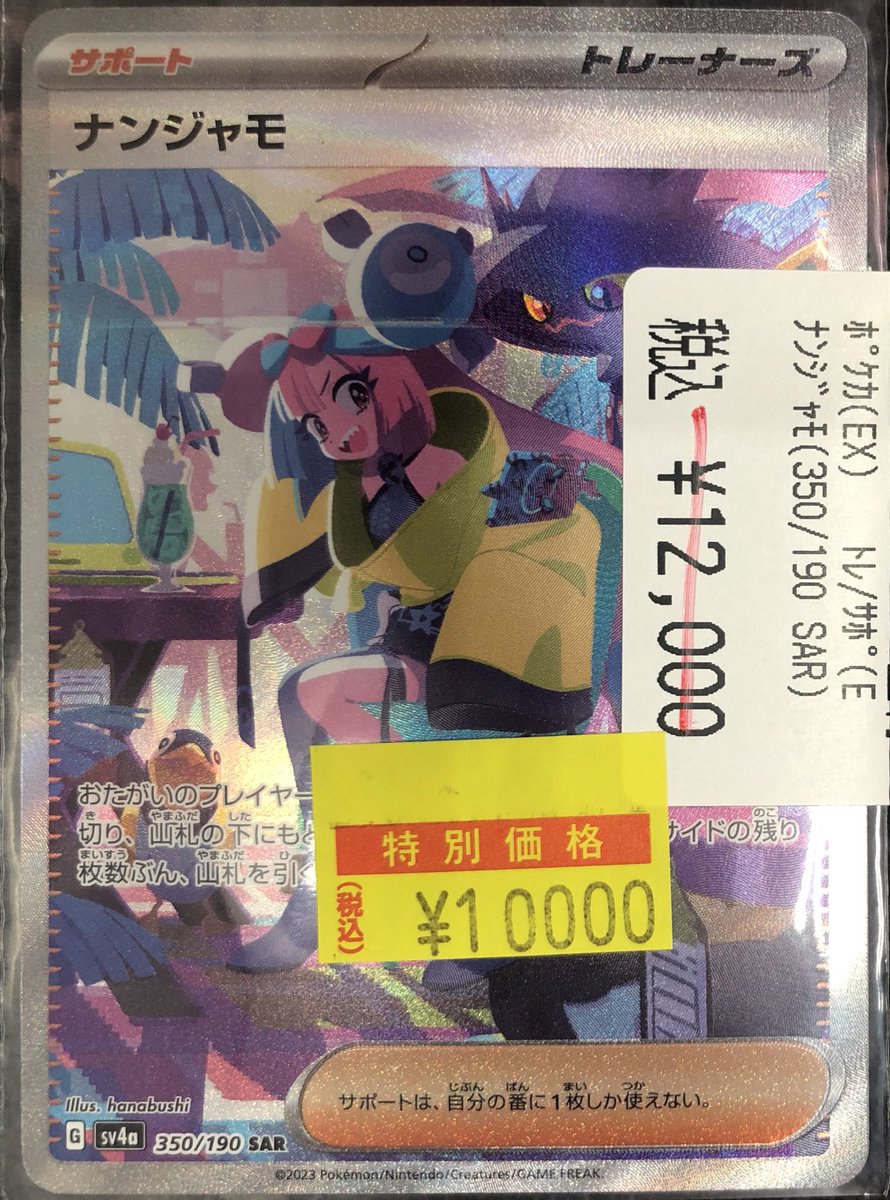 サポート
トレーナーズ
ナンジャモ
ポケカ(EX) トレ/サポ(E
ナンジャモ(350/190 SAR)
税込 ¥12,000
おたがいのプレイヤー
切り、山札の下にもど
サイドの残り
枚数ぶん、山札を引く
特別価格
(税込) ¥10000
サポートは、自分の番に1枚しか使えない。
Illus. hanabushi
G sv4a 350/190 SAR
©2023 Pokémon/Nintendo/Creatures/GAME FREAK.